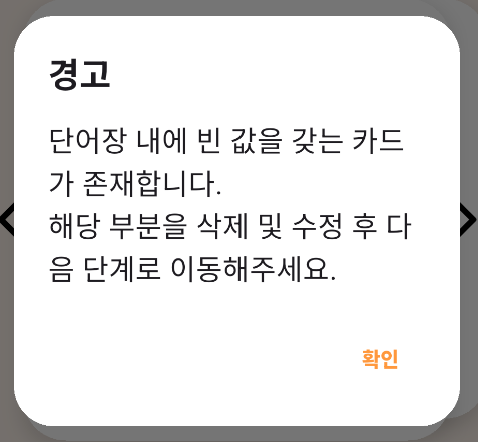 경고
단어장 내에 빈 값을 갖는 카드
가 존재합니다.
해당 부분을 삭제 및 수정 후 다
음 단계로 이동해주세요.
확인